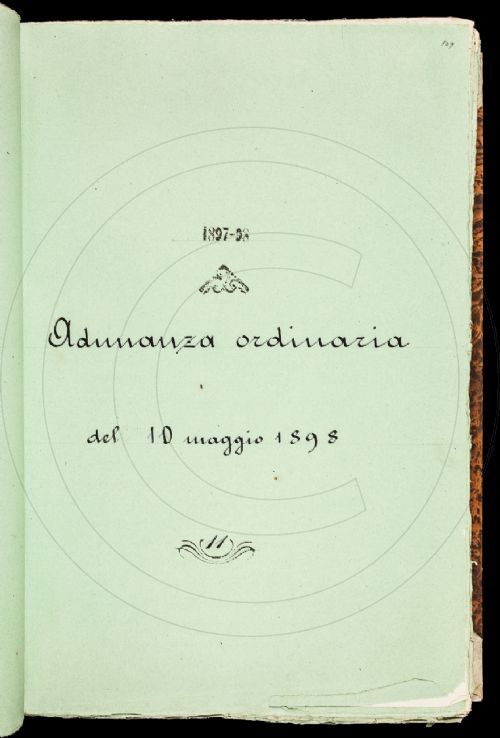 1897-98
Adunanza ordinaria
del 10 maggio 1898
11